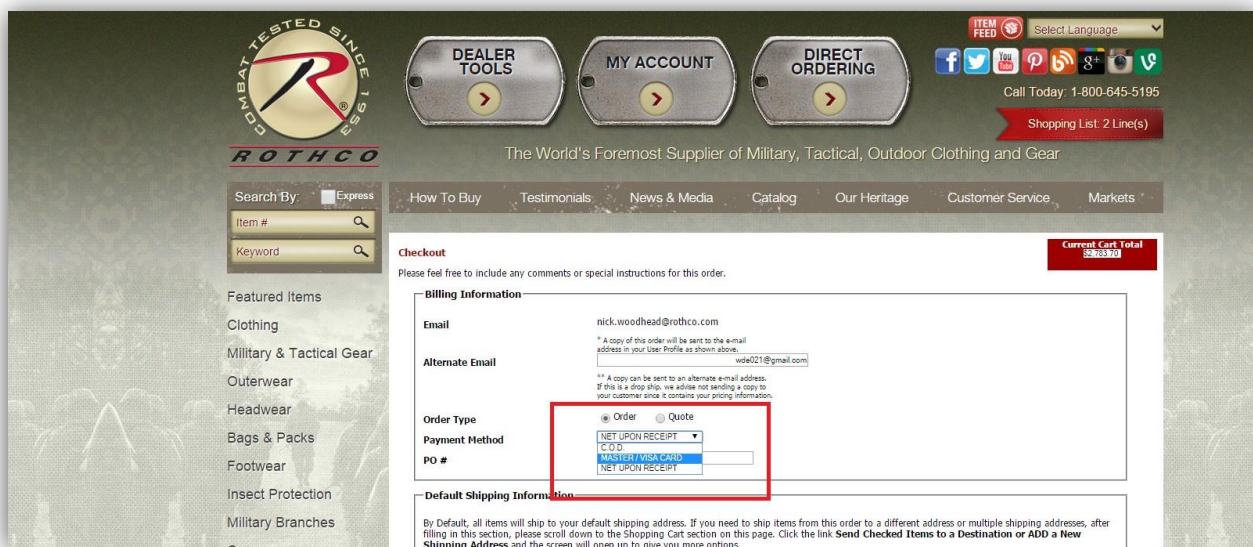 COMBAT TESTED SINCE 1953
R
®
ROTHCO
DEALER TOOLS
MY ACCOUNT
DIRECT ORDERING
ITEM FEED
Select Language
You Tube
Call Today: 1-800-645-5195
Shopping List: 2 Line(s)
The World's Foremost Supplier of Military, Tactical, Outdoor Clothing and Gear
Search By: Express
Item #
Keyword
How To Buy Testimonials News & Media Catalog Our Heritage Customer Service Markets
Featured Items
Clothing
Military & Tactical Gear
Outerwear
Headwear
Bags & Packs
Footwear
Insect Protection
Military Branches
Checkout
Current Cart Total
$2,783.70
Please feel free to include any comments or special instructions for this order.
Billing Information
Email nick.woodhead@rothco.com
* A copy of this order will be sent to the e-mail
address in your User Profile as shown above.
Alternate Email wde021@gmail.com
** A copy can be sent to an alternate e-mail address.
If this is a drop ship, we advise not sending a copy to
your customer since it contains your pricing information.
Order Type Order Quote
Payment Method NET UPON RECEIPT
C.O.D.
PO # MASTER / VISA CARD
NET UPON RECEIPT
Default Shipping Information
By Default, all items will ship to your default shipping address. If you need to ship items from this order to a different address or multiple shipping addresses, after
filling in this section, please scroll down to the Shopping Cart section on this page. Click the link Send Checked Items to a Destination or ADD a New
Shipping Address and the screen will open up to give you more options.